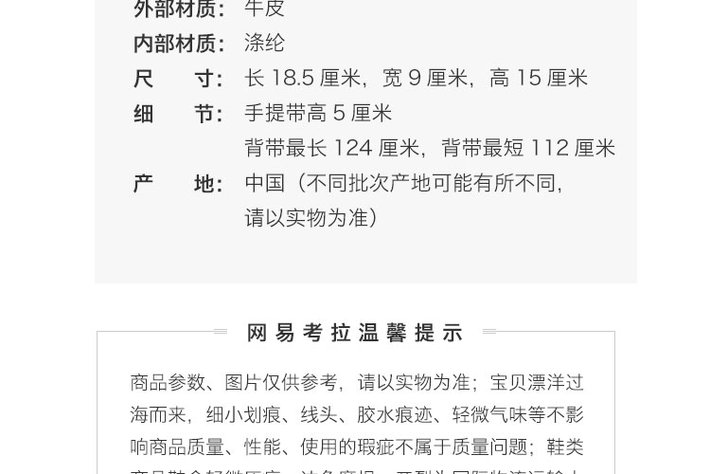 外部材质：牛皮
内部材质：涤纶
尺 寸：长 18.5 厘米，宽 9 厘米，高 15 厘米
细 节：手提带高 5 厘米
背带最长 124 厘米，背带最短 112 厘米
产 地：中国（不同批次产地可能有所不同，
请以实物为准）
网易考拉温馨提示
商品参数、图片仅供参考，请以实物为准；宝贝漂洋过
海而来，细小划痕、线头、胶水痕迹、轻微气味等不影
响商品质量、性能、使用的瑕疵不属于质量问题；鞋类